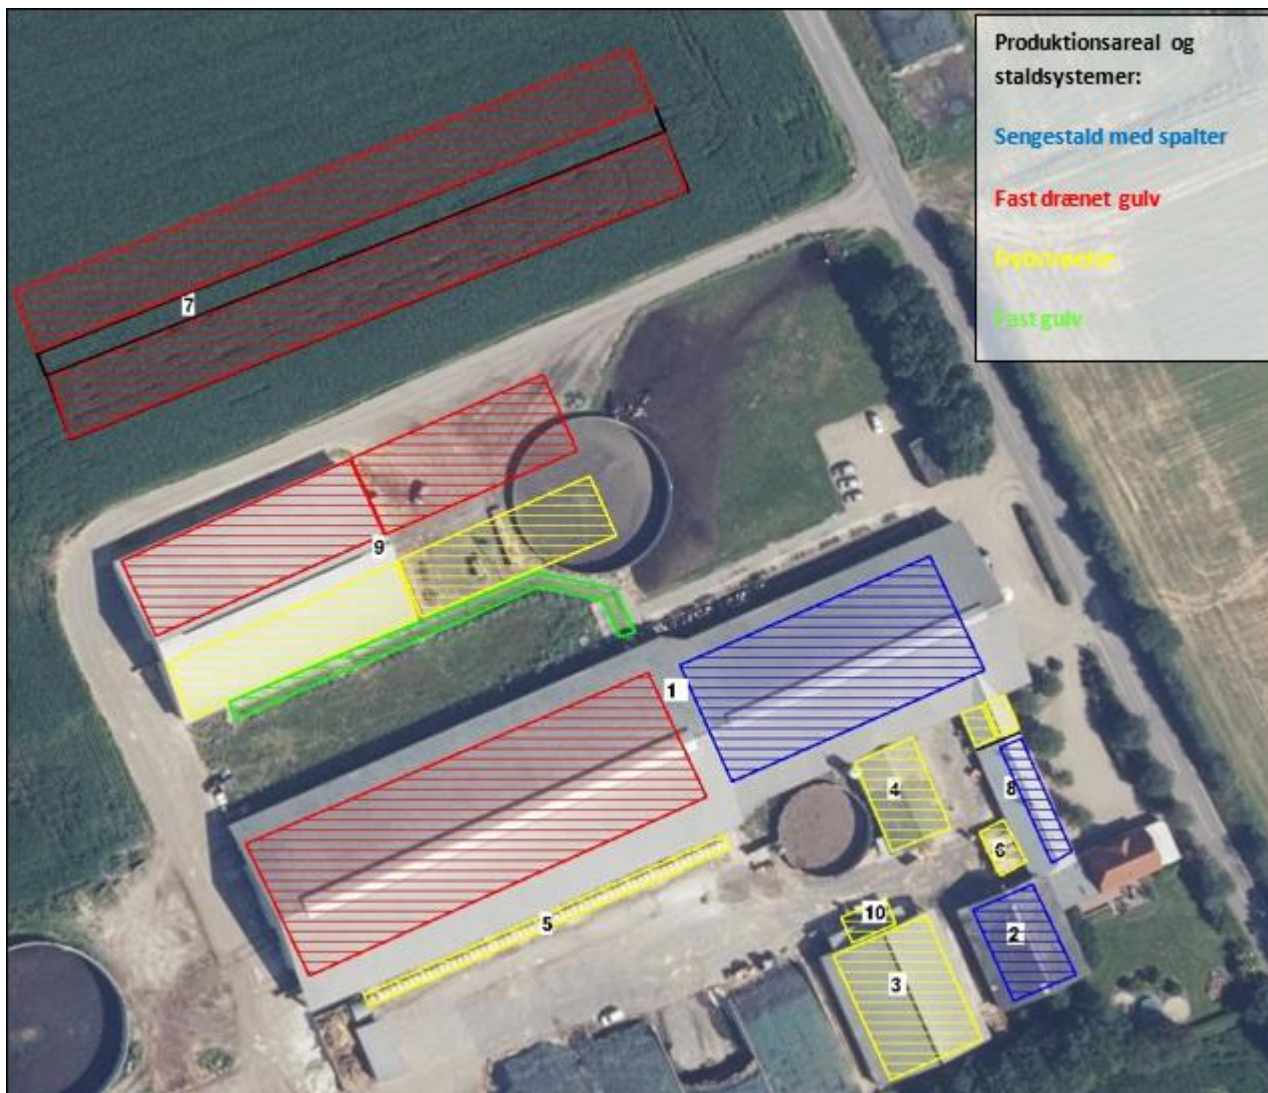 Produktionsareal og
staldsystemer:
Sengestald med spalter
Fast drænet gulv
Dybstrøelse
Fast gulv
7
9
1
4
8
6
5
10
2
3